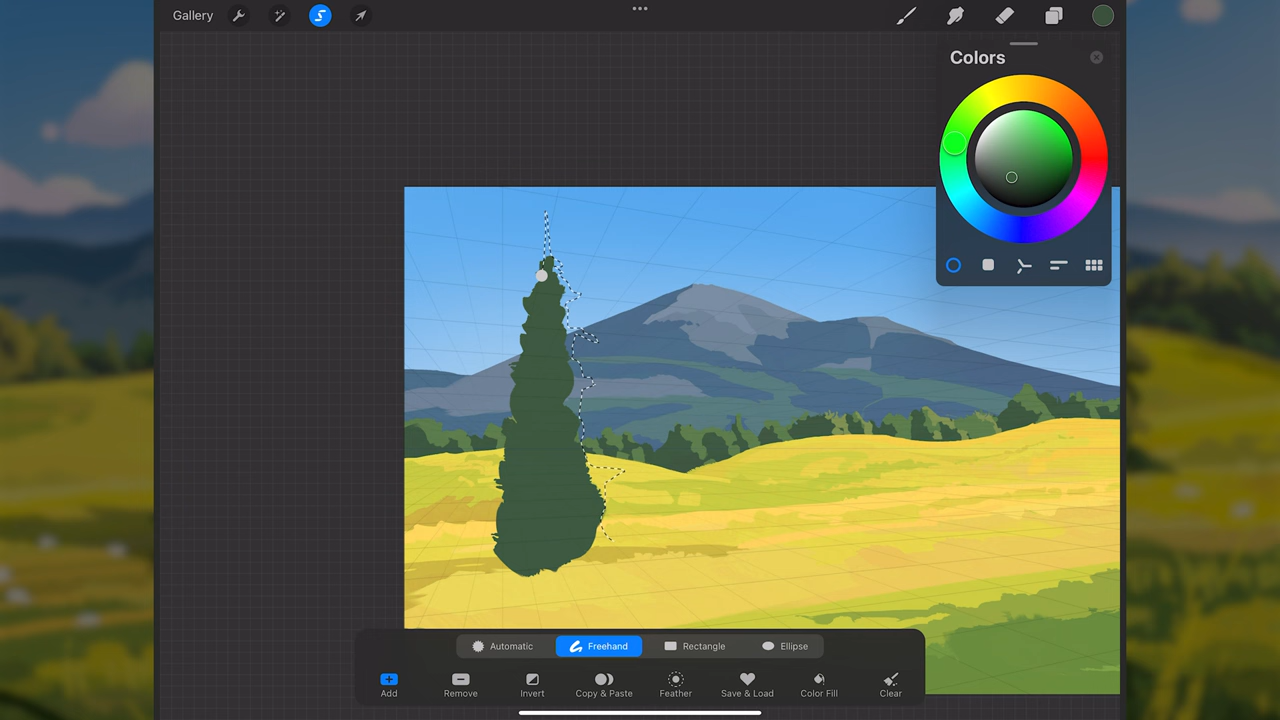 Gallery
Colors
Automatic
Freehand
Rectangle
Ellipse
Add
Remove
Invert
Copy & Paste
Feather
Save & Load
Color Fill
Clear